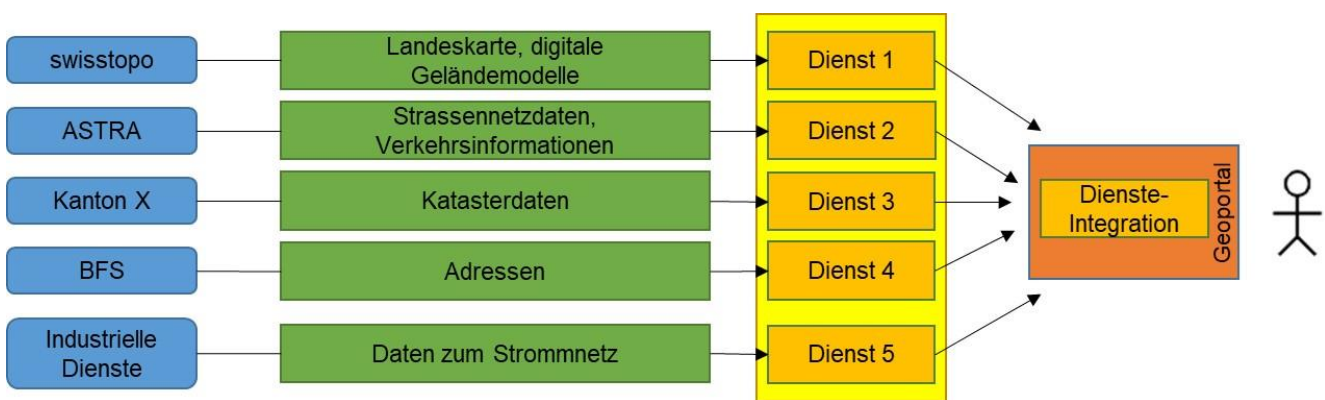 swisstopo
Landeskarte, digitale
Geländemodelle
Dienst 1
ASTRA
Strassennetzdaten,
Verkehrsinformationen
Dienst 2
Kanton X
Katasterdaten
Dienst 3
Dienste-
Integration
Geoportal
BFS
Adressen
Dienst 4
Industrielle
Dienste
Daten zum Strommnetz
Dienst 5